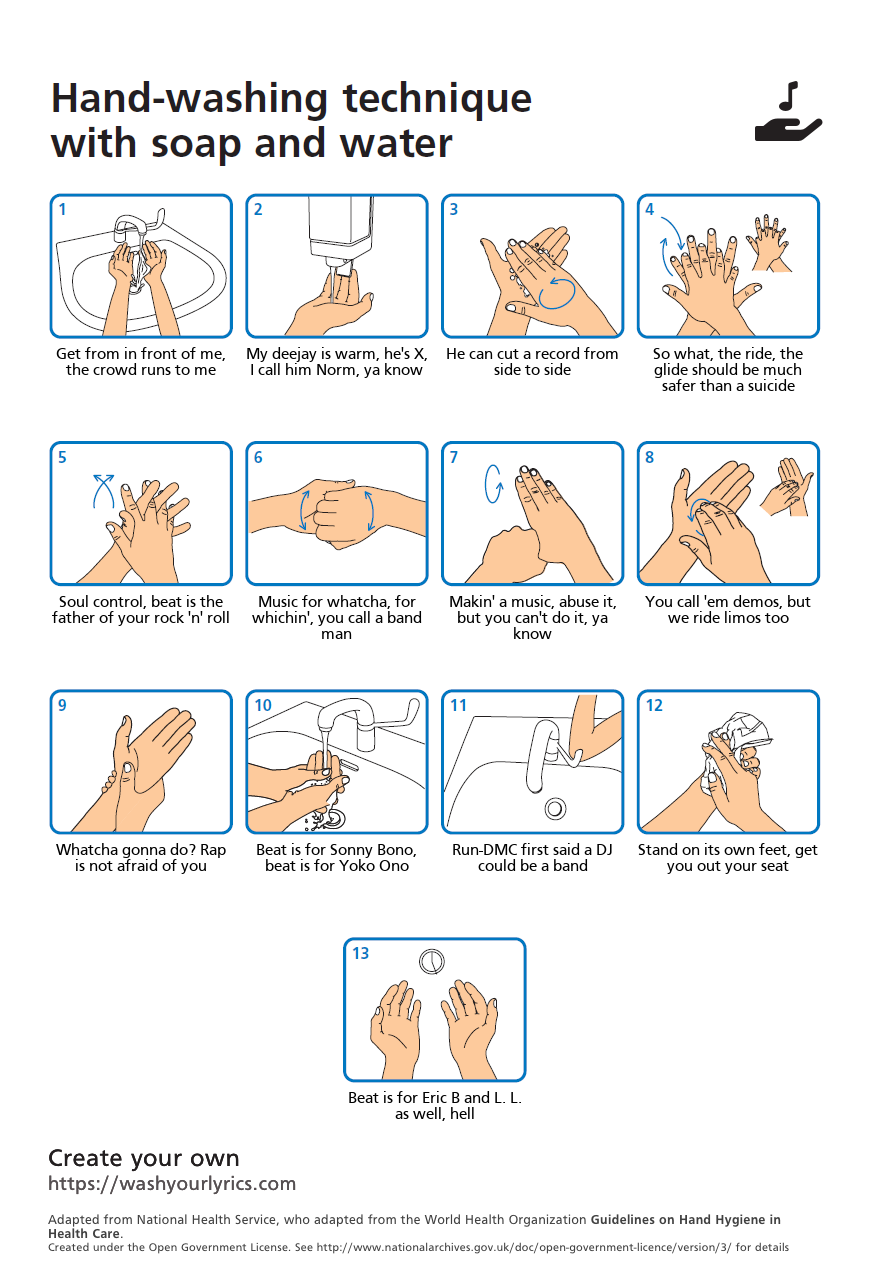 Hand-washing technique
with soap and water
1
Get from in front of me,
the crowd runs to me
2
My deejay is warm, he's X,
I call him Norm, ya know
3
He can cut a record from
side to side
4
So what, the ride, the
glide should be much
safer than a suicide
5
Soul control, beat is the
father of your rock 'n' roll
6
Music for whatcha, for
whichin', you call a band
man
7
Makin' a music, abuse it,
but you can't do it, ya
know
8
You call 'em demos, but
we ride limos too
9
Whatcha gonna do? Rap
is not afraid of you
10
Beat is for Sonny Bono,
beat is for Yoko Ono
11
Run-DMC first said a DJ
could be a band
12
Stand on its own feet, get
you out your seat
13
Beat is for Eric B and L. L.
as well, hell
Create your own
https://washyourlyrics.com
Adapted from National Health Service, who adapted from the World Health Organization Guidelines on Hand Hygiene in
Health Care.
Created under the Open Government License. See http://www.nationalarchives.gov.uk/doc/open-government-licence/version/3/ for details